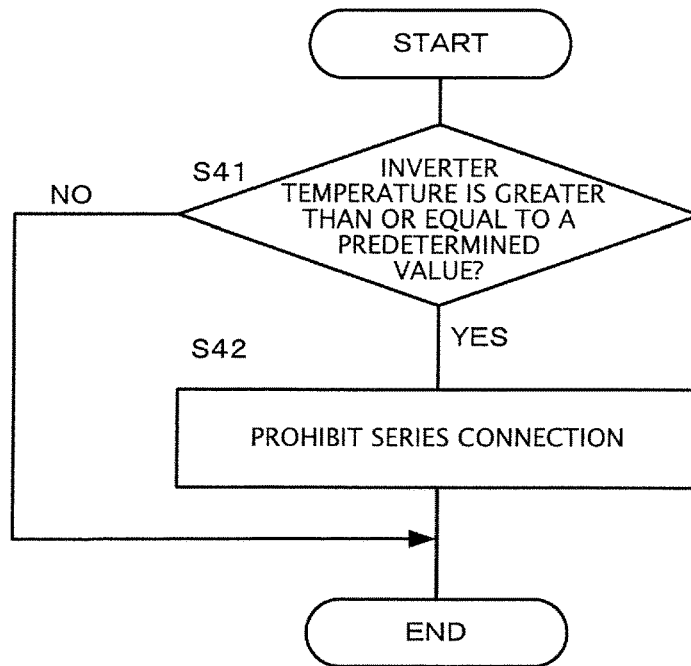 START
S41
INVERTER
TEMPERATURE IS GREATER
THAN OR EQUAL TO A
PREDETERMINED
VALUE?
NO
YES
S42
PROHIBIT SERIES CONNECTION
END